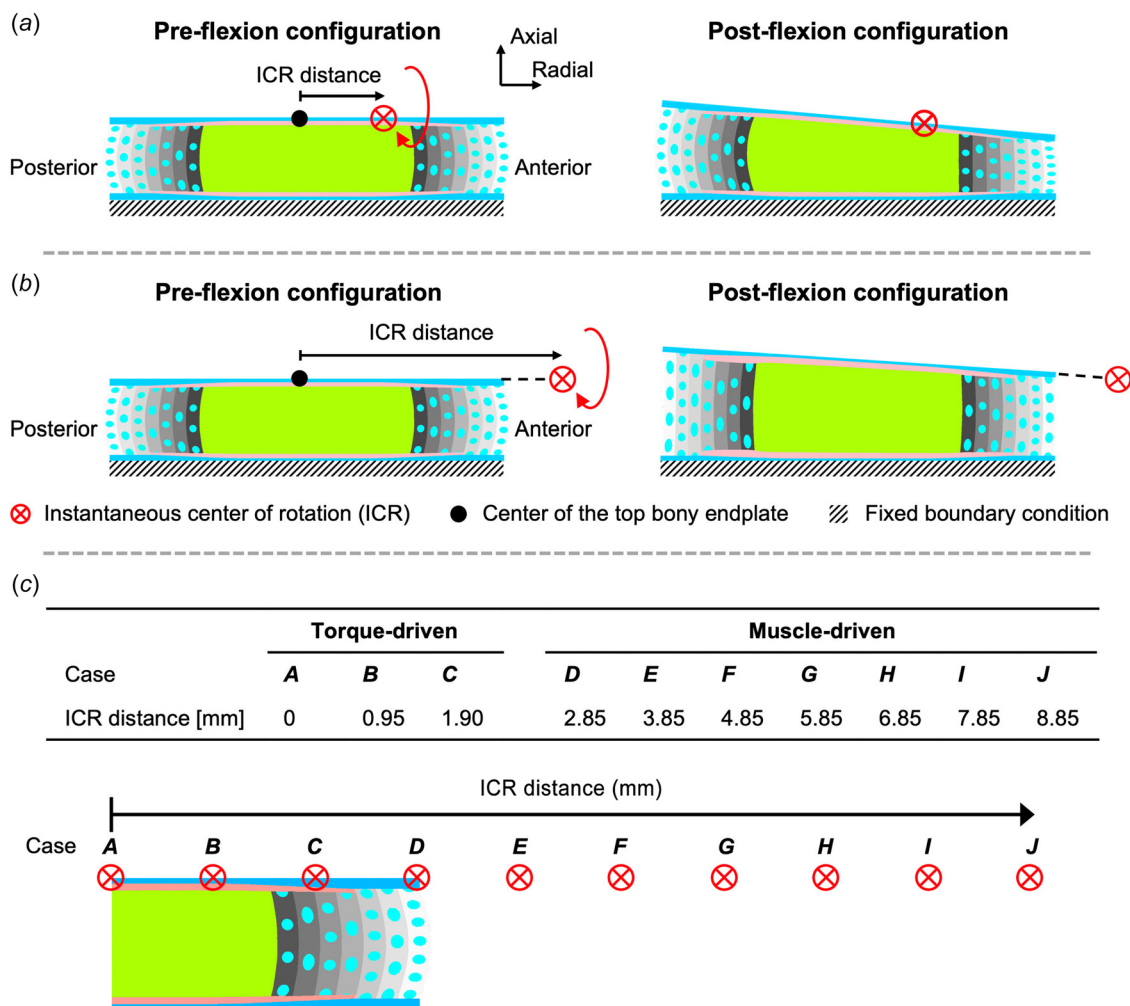 (a)
Pre-flexion configuration
Post-flexion configuration
Axial
Radial
ICR distance
Posterior
Anterior
(b)
Pre-flexion configuration
Post-flexion configuration
ICR distance
Posterior
Anterior
Instantaneous center of rotation (ICR) Center of the top bony endplate Fixed boundary condition
(c)
Torque-driven Muscle-driven
Case A B C D E F G H I J
ICR distance [mm] 0 0.95 1.90 2.85 3.85 4.85 5.85 6.85 7.85 8.85
ICR distance (mm)
Case A B C D E F G H I J